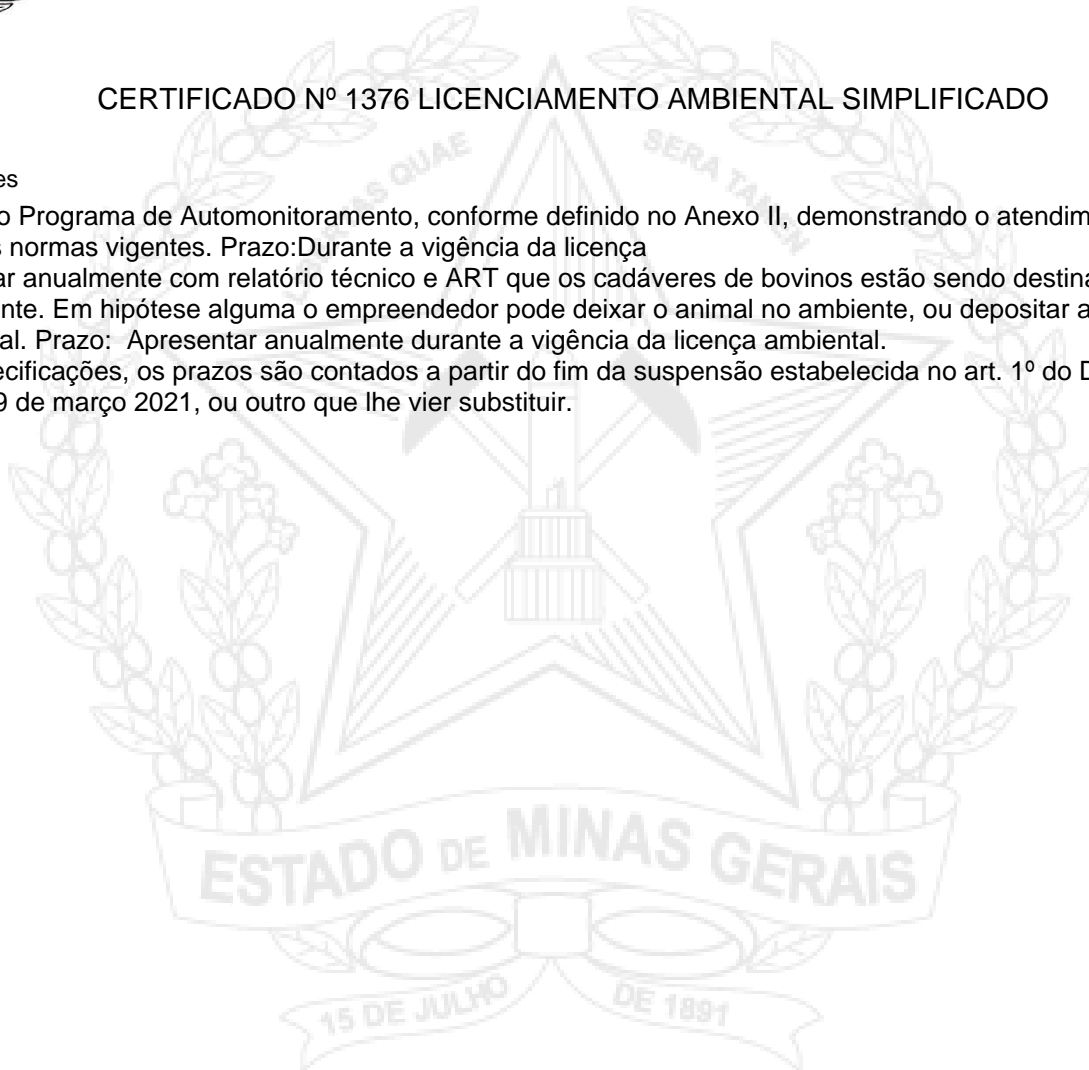 CERTIFICADO Nº 1376 LICENCIAMENTO AMBIENTAL SIMPLIFICADO
es
o Programa de Automonitoramento, conforme definido no Anexo II, demonstrando o atendim
s normas vigentes. Prazo:Durante a vigência da licença
ar anualmente com relatório técnico e ART que os cadáveres de bovinos estão sendo destina
nte. Em hipótese alguma o empreendedor pode deixar o animal no ambiente, ou depositar a
al. Prazo: Apresentar anualmente durante a vigência da licença ambiental.
ecificações, os prazos são contados a partir do fim da suspensão estabelecida no art. 1º do D
9 de março 2021, ou outro que lhe vier substituir.
QUAE SERA TAMEN
ESTADO DE MINAS GERAIS
15 DE JULHO DE 1891